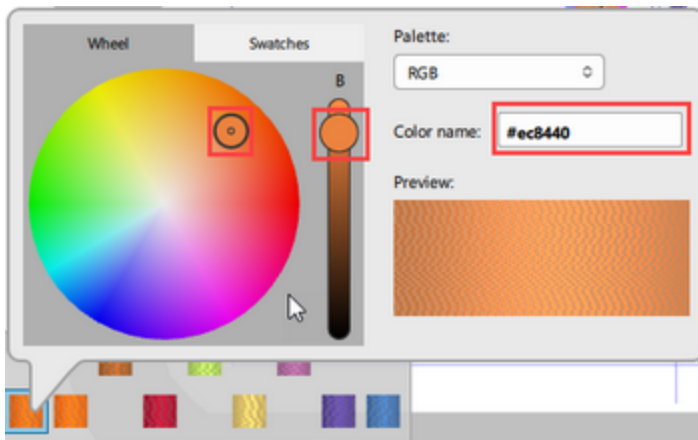 Wheel
Swatches
B
Palette:
RGB
Color name:
#ec8440
Preview: